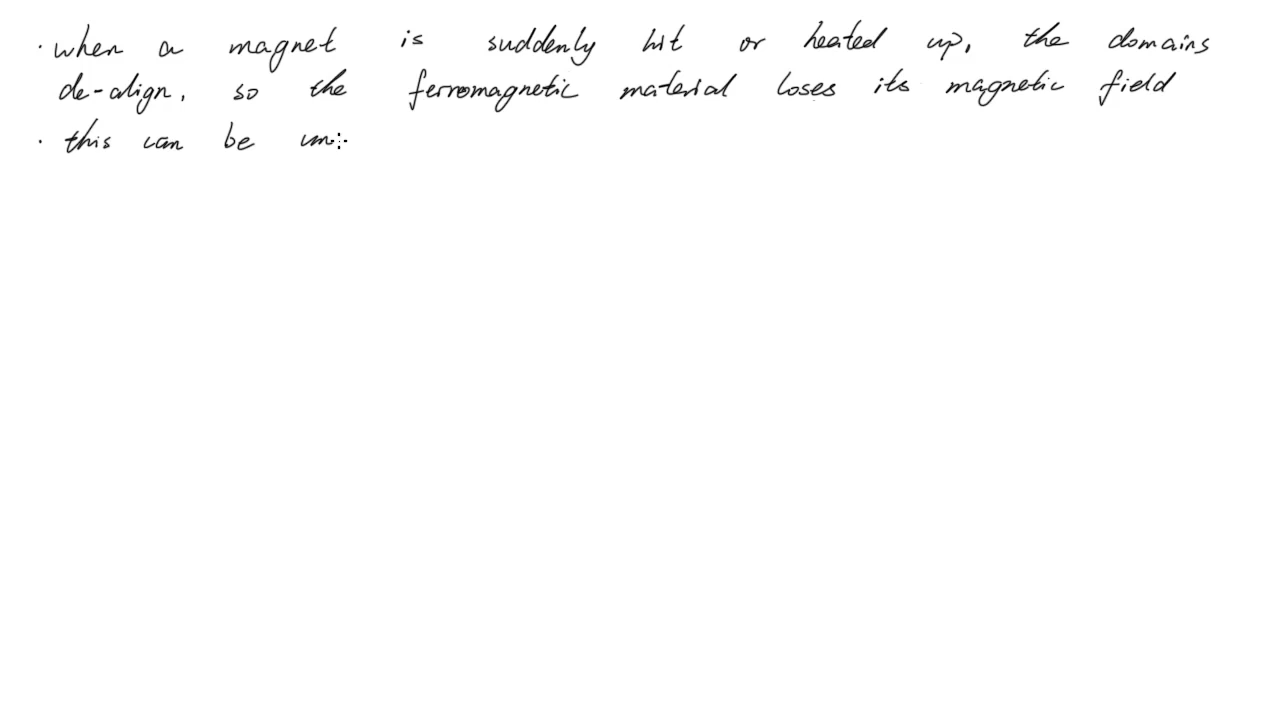 · when a magnet is suddenly hit or heated up, the domains
de-align, so the ferromagnetic material loses its magnetic field
· this can be